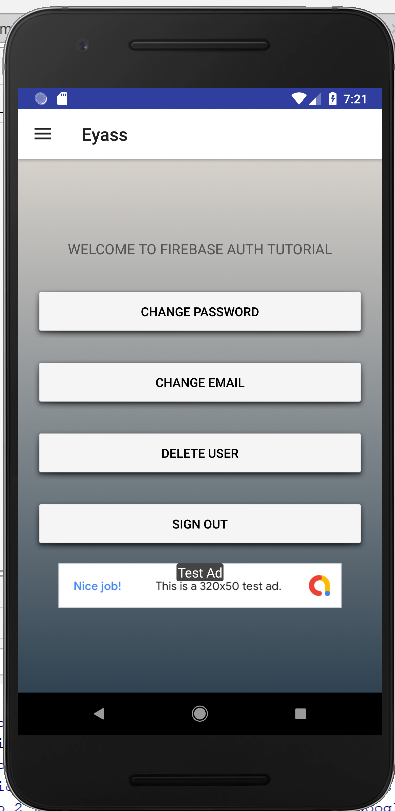 7:21
Eyass
WELCOME TO FIREBASE AUTH TUTORIAL
CHANGE PASSWORD
CHANGE EMAIL
DELETE USER
SIGN OUT
Test Ad
Nice job! This is a 320x50 test ad.